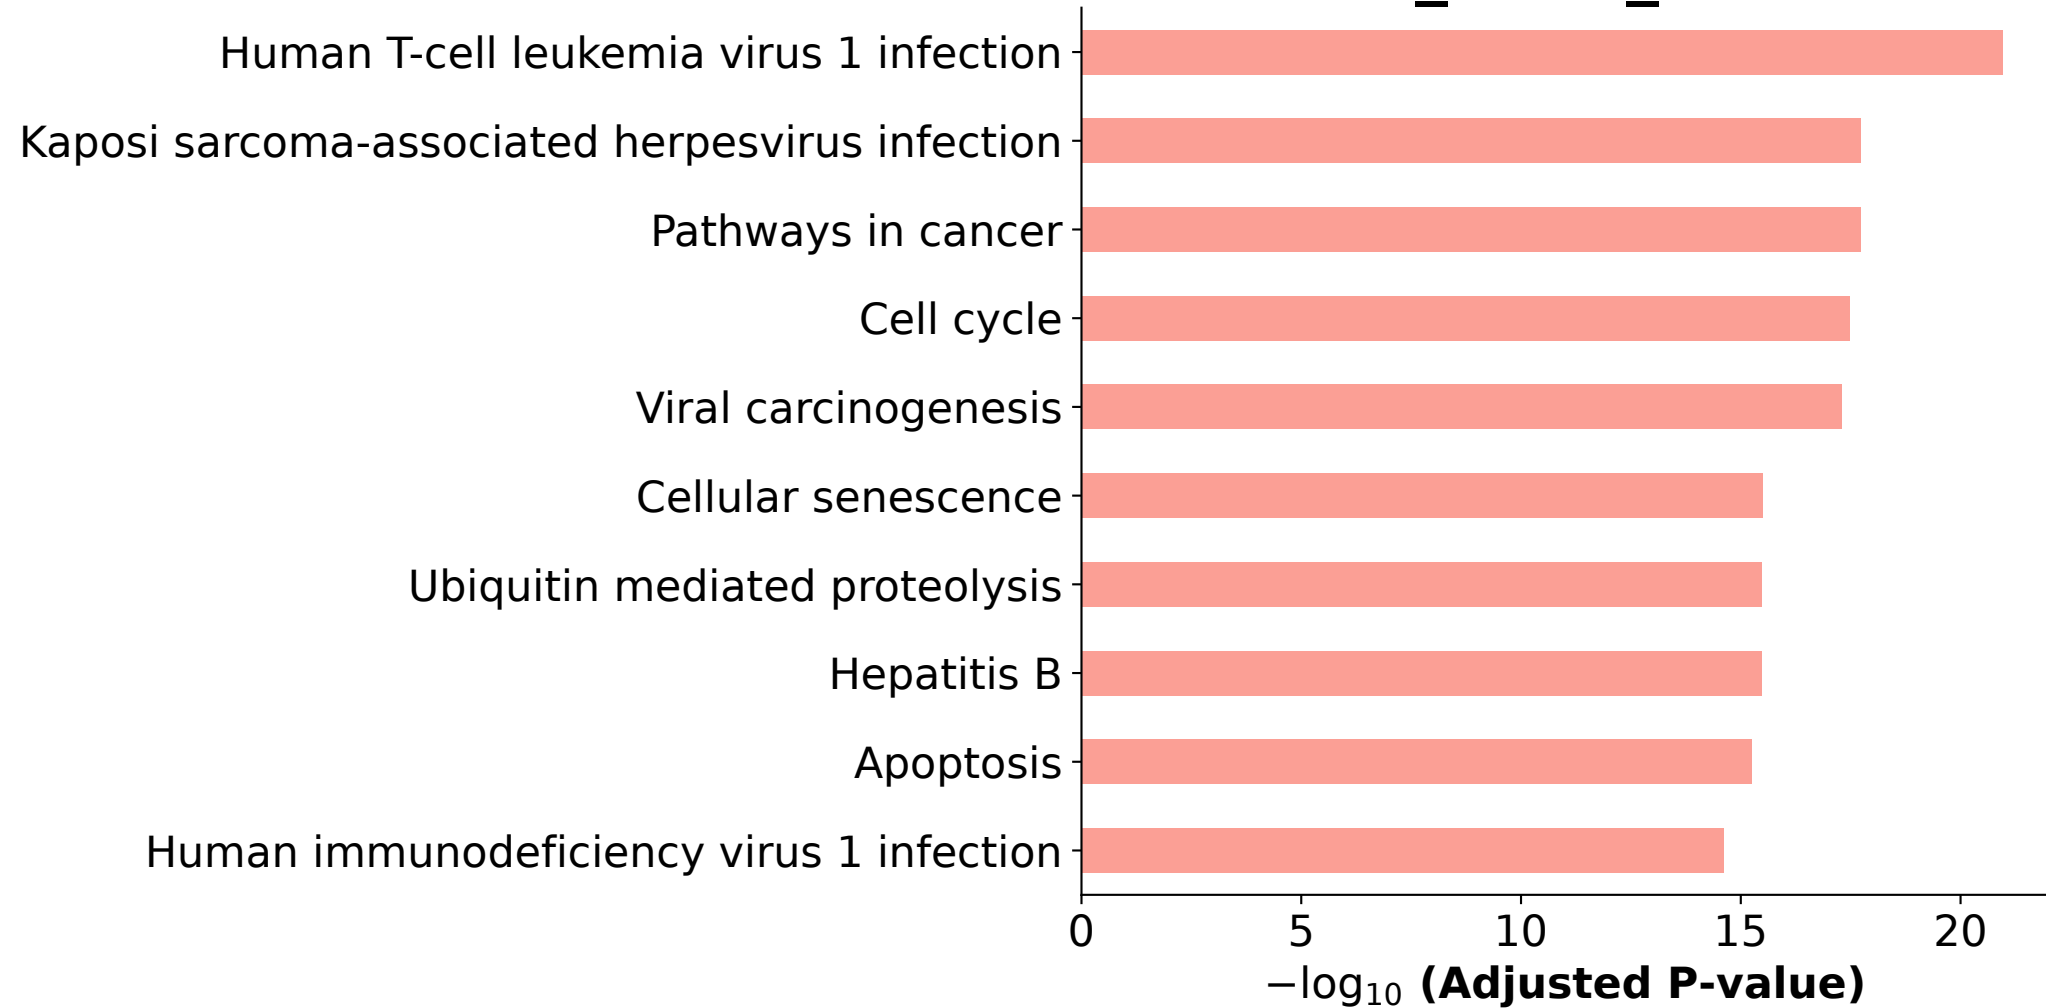 Human T-cell leukemia virus 1 infection
Kaposi sarcoma-associated herpesvirus infection
Pathways in cancer
Cell cycle
Viral carcinogenesis
Cellular senescence
Ubiquitin mediated proteolysis
Hepatitis B
Apoptosis
Human immunodeficiency virus 1 infection
0 5 10 15 20
−log₁₀ (Adjusted P-value)